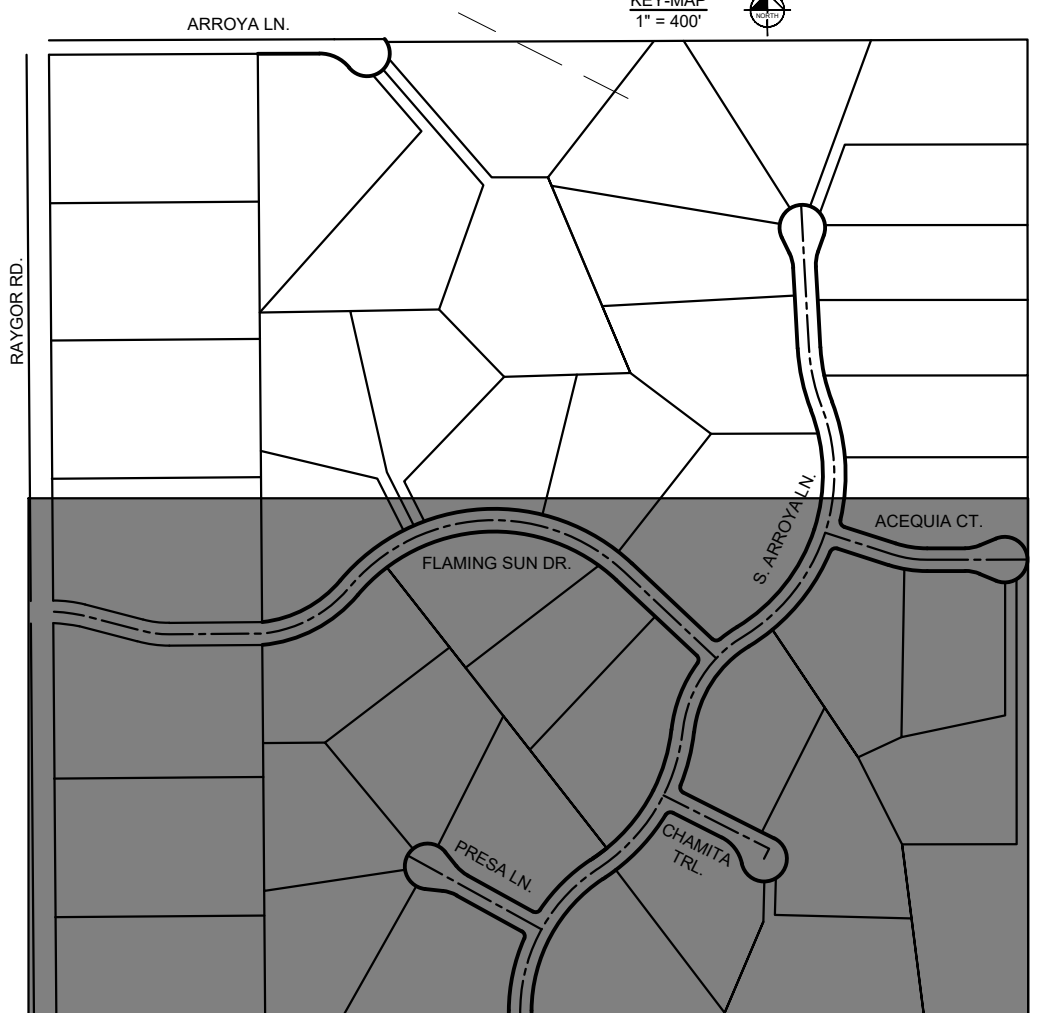 KEY-MAP
1" = 400'
NORTH
ARROYA LN.
RAYGOR RD.
S. ARROYA LN.
ACEQUIA CT.
FLAMING SUN DR.
PRESA LN.
CHAMITA
TRL.